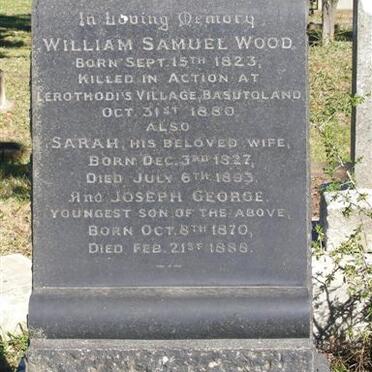 In Loving Memory
WILLIAM SAMUEL WOOD
BORN SEPT. 15TH 1823,
KILLED IN ACTION AT
LEROTHODI'S VILLAGE, BASUTOLAND
OCT. 31ST 1880.
ALSO
SARAH, HIS BELOVED WIFE,
BORN DEC. 3RD 1827,
DIED JULY 6TH 1893.
AND JOSEPH GEORGE,
YOUNGEST SON OF THE ABOVE,
BORN OCT. 8TH 1870,
DIED FEB. 21ST 1888.